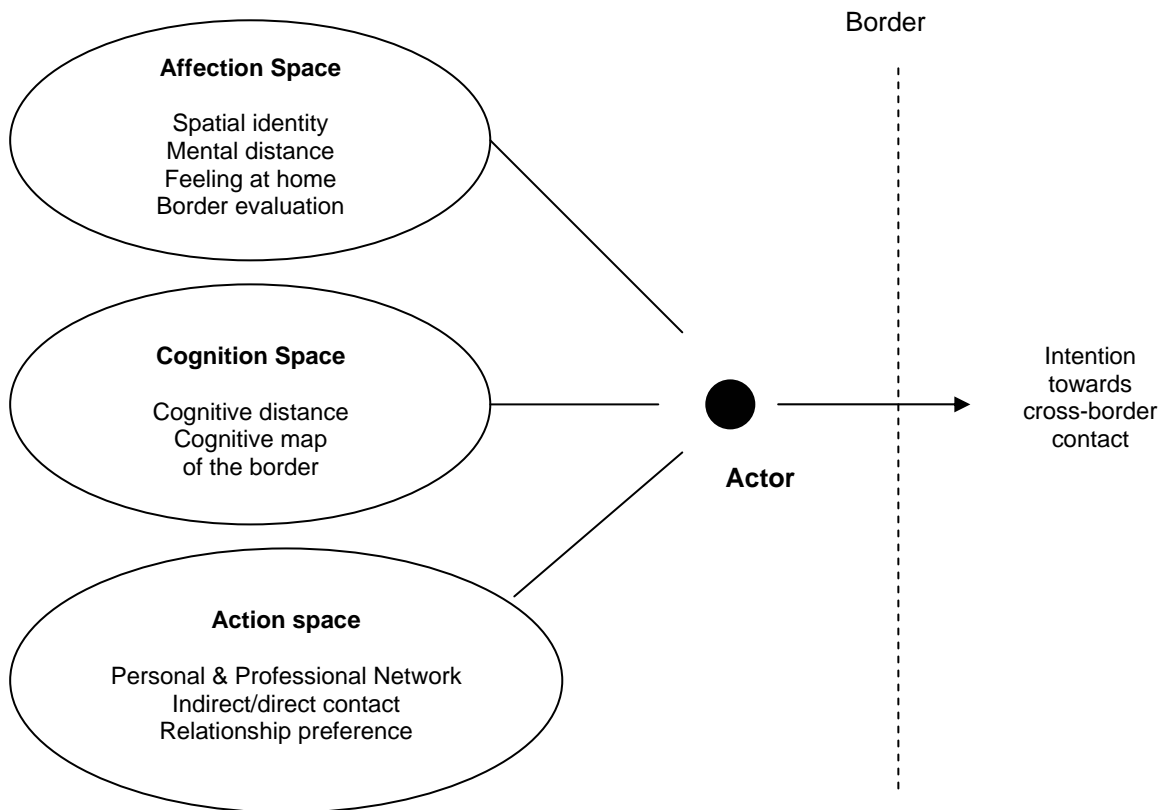 Border
Affection Space
Spatial identity
Mental distance
Feeling at home
Border evaluation
Cognition Space
Cognitive distance
Cognitive map
of the border
Intention
towards
cross-border
contact
Actor
Action space
Personal & Professional Network
Indirect/direct contact
Relationship preference